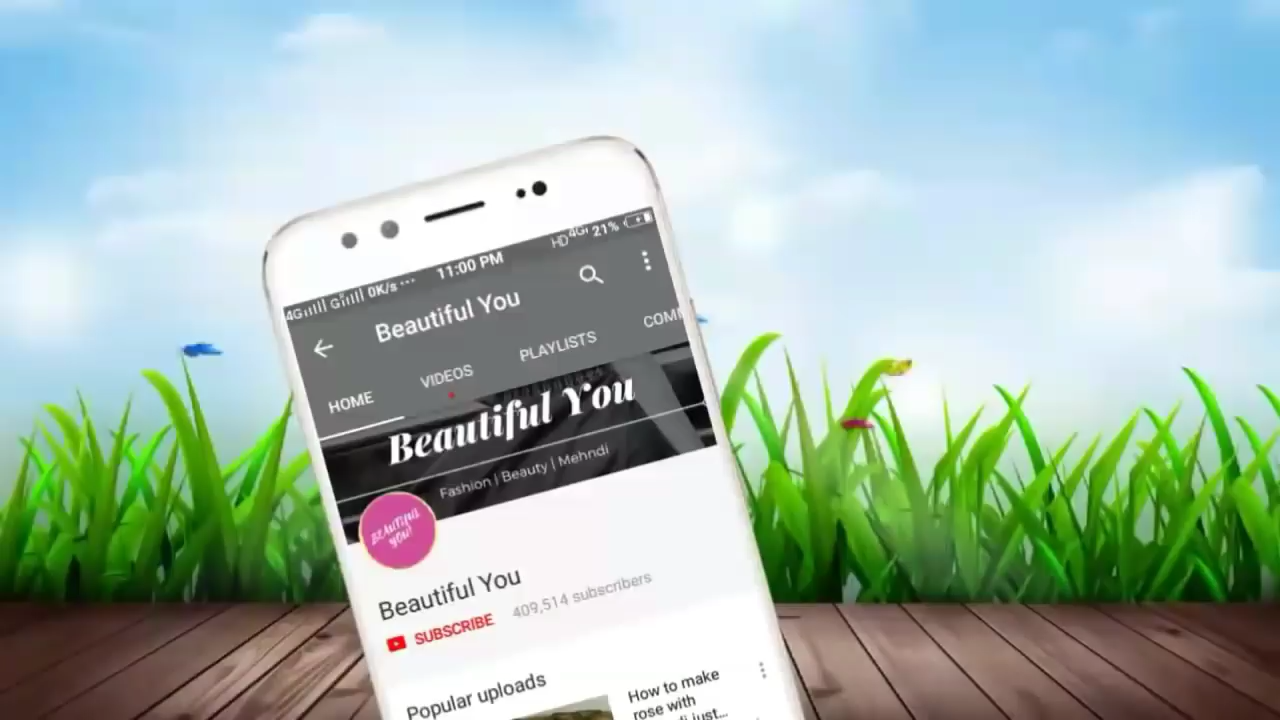 4G G 0K/s ... 11:00 PM HD 4G 21%
Beautiful You
HOME VIDEOS PLAYLISTS COMM
Beautiful You
Fashion | Beauty | Mehndi
BEAUTIFUL
YOU!
Beautiful You
SUBSCRIBE 409,514 subscribers
Popular uploads
How to make
rose with
just...